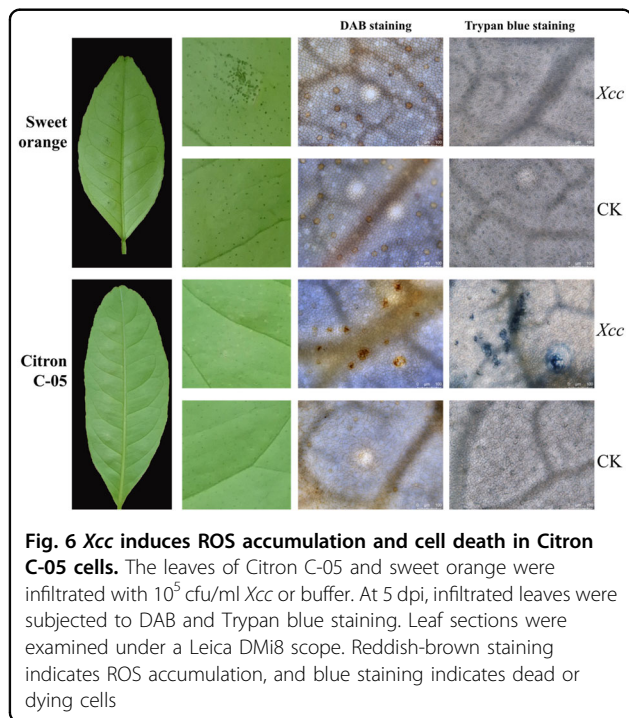 DAB staining Trypan blue staining
Sweet
orange
Xcc
CK
Citron
C-05
Xcc
CK
Fig. 6 Xcc induces ROS accumulation and cell death in Citron
C-05 cells. The leaves of Citron C-05 and sweet orange were
infiltrated with 10⁵ cfu/ml Xcc or buffer. At 5 dpi, infiltrated leaves were
subjected to DAB and Trypan blue staining. Leaf sections were
examined under a Leica DMi8 scope. Reddish-brown staining
indicates ROS accumulation, and blue staining indicates dead or
dying cells